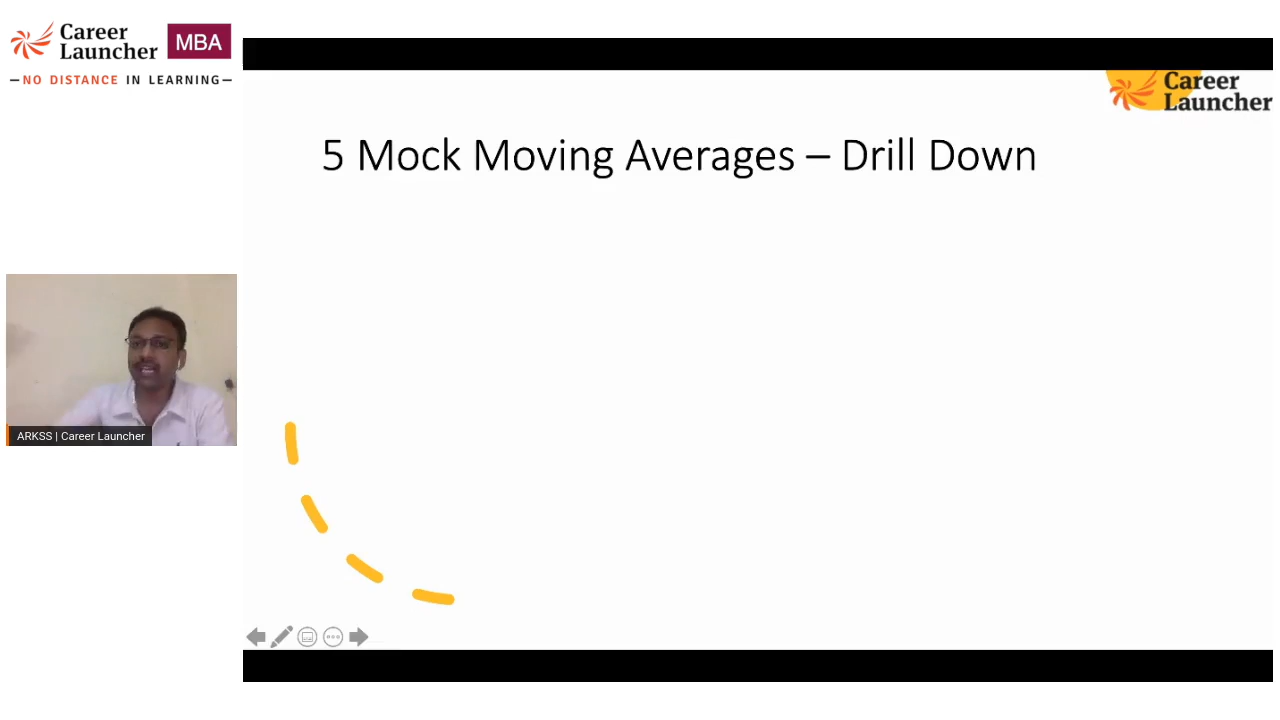 Career
Launcher
MBA
—NO DISTANCE IN LEARNING—
Career
Launcher
5 Mock Moving Averages – Drill Down
ARKSS | Career Launcher